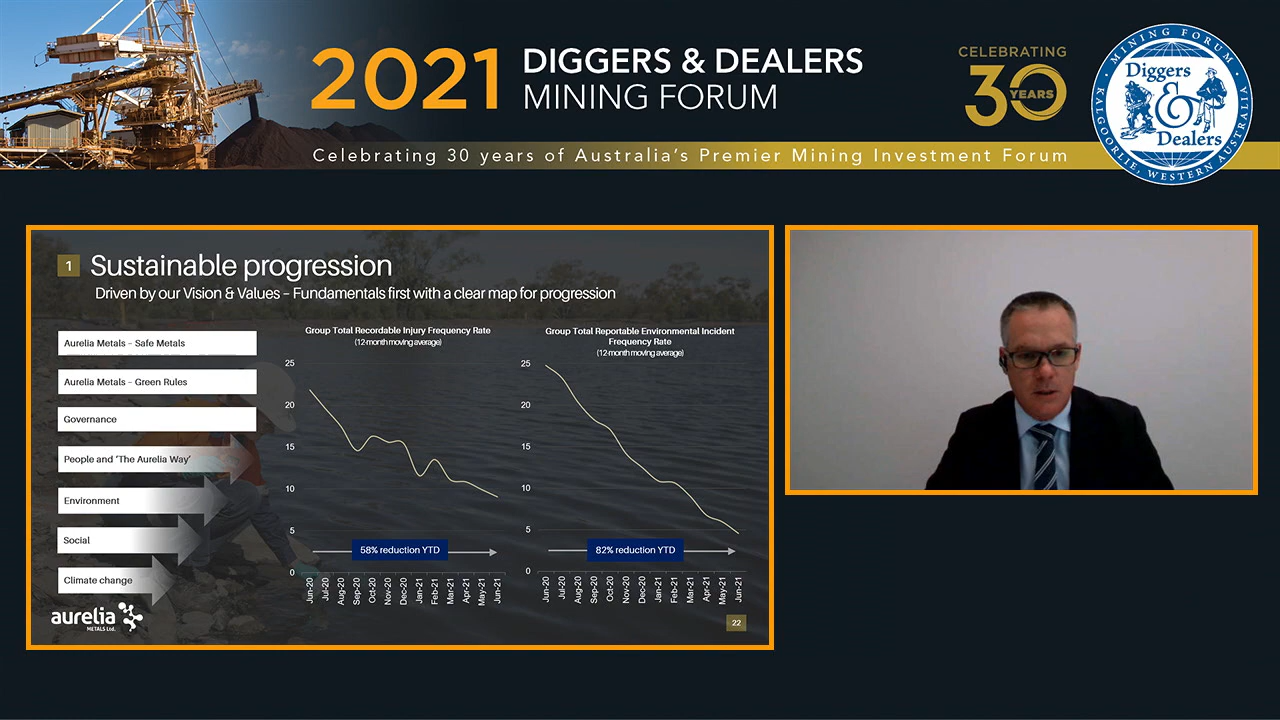 2021 DIGGERS & DEALERS
MINING FORUM
CELEBRATING
30 YEARS
Celebrating 30 years of Australia's Premier Mining Investment Forum
MINING FORUM
Diggers
&
Dealers
KALGOORLIE, WESTERN AUSTRALIA
1 Sustainable progression
Driven by our Vision & Values – Fundamentals first with a clear map for progression
Aurelia Metals – Safe Metals
Aurelia Metals – Green Rules
Governance
People and 'The Aurelia Way'
Environment
Social
Climate change
Group Total Recordable Injury Frequency Rate
(12-month moving average)
25
20
15
10
5
0
58% reduction YTD
Jun-20 Jul-20 Aug-20 Sep-20 Oct-20 Nov-20 Dec-20 Jan-21 Feb-21 Mar-21 Apr-21 May-21 Jun-21
Group Total Reportable Environmental Incident
Frequency Rate
(12-month moving average)
25
20
15
10
5
0
82% reduction YTD
Jun-20 Jul-20 Aug-20 Sep-20 Oct-20 Nov-20 Dec-20 Jan-21 Feb-21 Mar-21 Apr-21 May-21 Jun-21
aurelia
METALS Ltd.
22